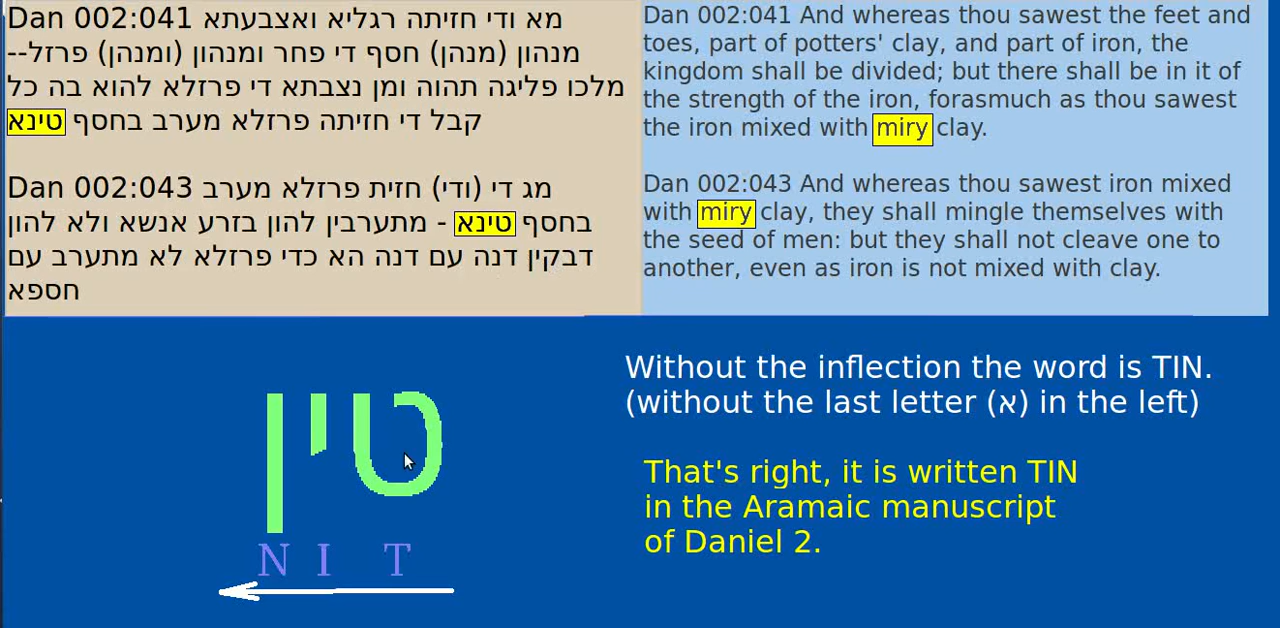 Dan 002:041 מא ודי חזיתה רגליא ואצבעתא
מנהון (מנהן) חסף די פחר ומנהון (ומנהן) פרזל--
מלכו פליגה תהוה ומן נצבתא די פרזלא להוא בה כל
קבל די חזיתה פרזלא מערב בחסף טינא
Dan 002:043 מג די (ודי) חזית פרזלא מערב
בחסף טינא - מתערבין להון בזרע אנשא ולא להון
דבקין דנה עם דנה הא כדי פרזלא לא מתערב עם
חספא
Dan 002:041 And whereas thou sawest the feet and
toes, part of potters' clay, and part of iron, the
kingdom shall be divided; but there shall be in it of
the strength of the iron, forasmuch as thou sawest
the iron mixed with miry clay.
Dan 002:043 And whereas thou sawest iron mixed
with miry clay, they shall mingle themselves with
the seed of men: but they shall not cleave one to
another, even as iron is not mixed with clay.
טין
N I T
Without the inflection the word is TIN.
(without the last letter (א) in the left)
That's right, it is written TIN
in the Aramaic manuscript
of Daniel 2.